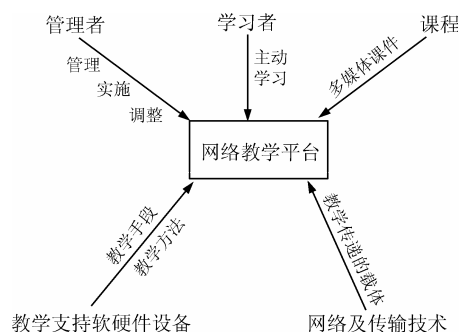 管理者
学习者
课程
管理
实施
调整
主动
学习
多媒体课件
网络教学平台
教学手段
教学方法
教学传递的载体
教学支持软硬件设备
网络及传输技术